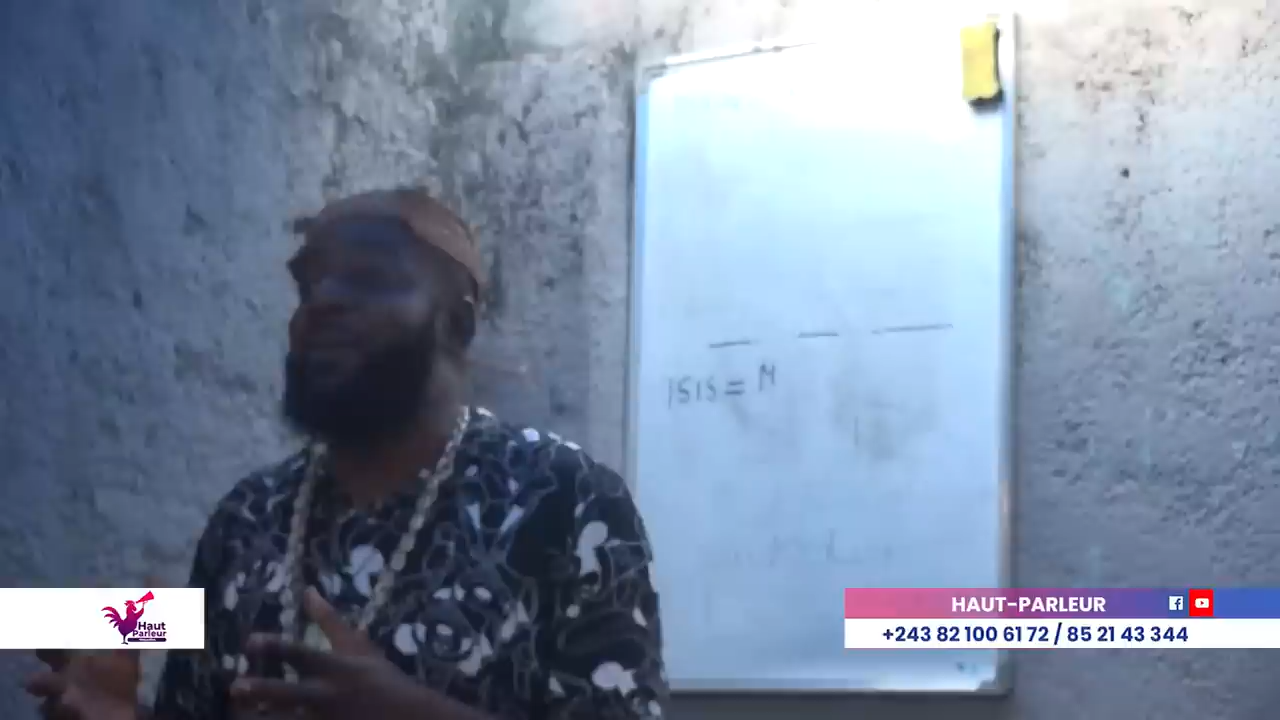 ISIS = M
Haut
Parleur
HAUT-PARLEUR
+243 82 100 61 72 / 85 21 43 344